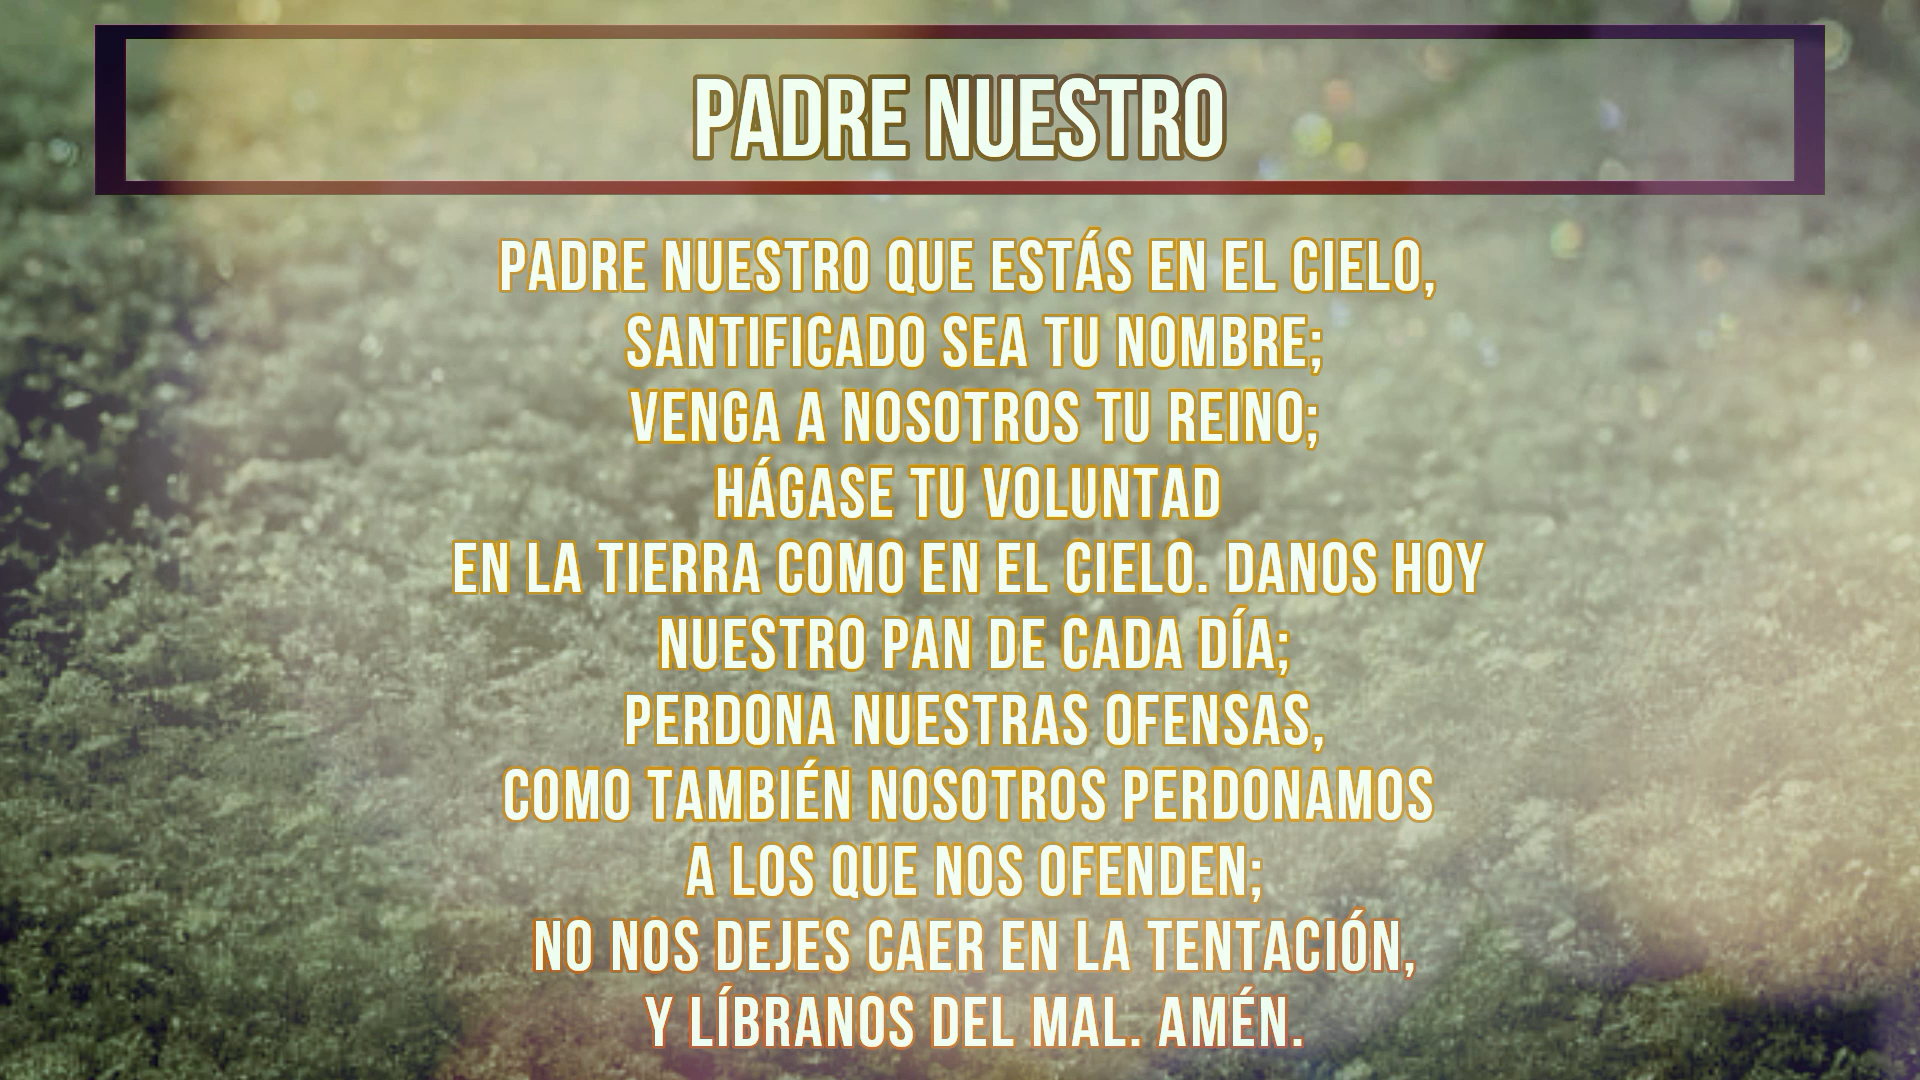 PADRE NUESTRO
PADRE NUESTRO QUE ESTÁS EN EL CIELO,
SANTIFICADO SEA TU NOMBRE;
VENGA A NOSOTROS TU REINO;
HÁGASE TU VOLUNTAD
EN LA TIERRA COMO EN EL CIELO. DANOS HOY
NUESTRO PAN DE CADA DÍA;
PERDONA NUESTRAS OFENSAS,
COMO TAMBIÉN NOSOTROS PERDONAMOS
A LOS QUE NOS OFENDEN;
NO NOS DEJES CAER EN LA TENTACIÓN,
Y LÍBRANOS DEL MAL. AMÉN.